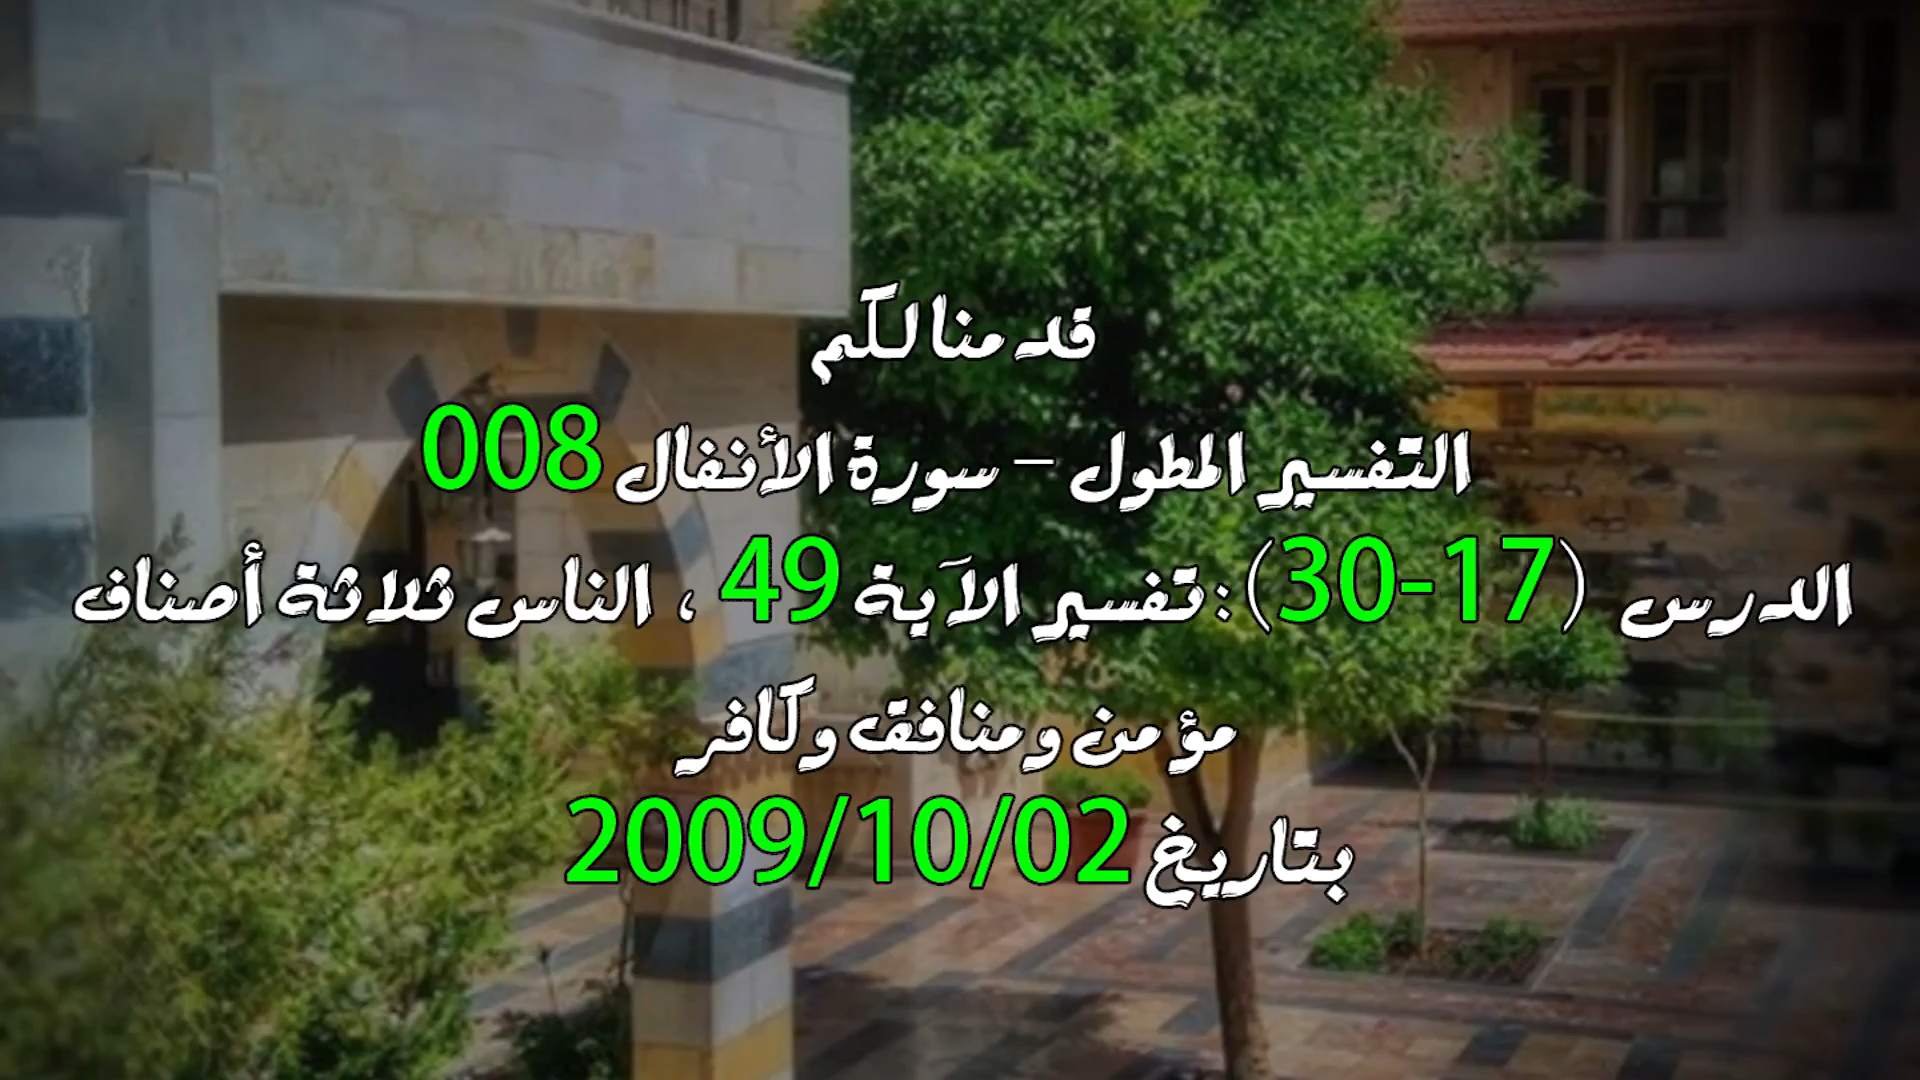 قدمنا لكم
التفسير المطول – سورة الأنفال 008
الدرس (17-30): تفسير الآية 49 ، الناس ثلاثة أصناف
مؤمن ومنافق وكافر
بتاريخ 2009/10/02